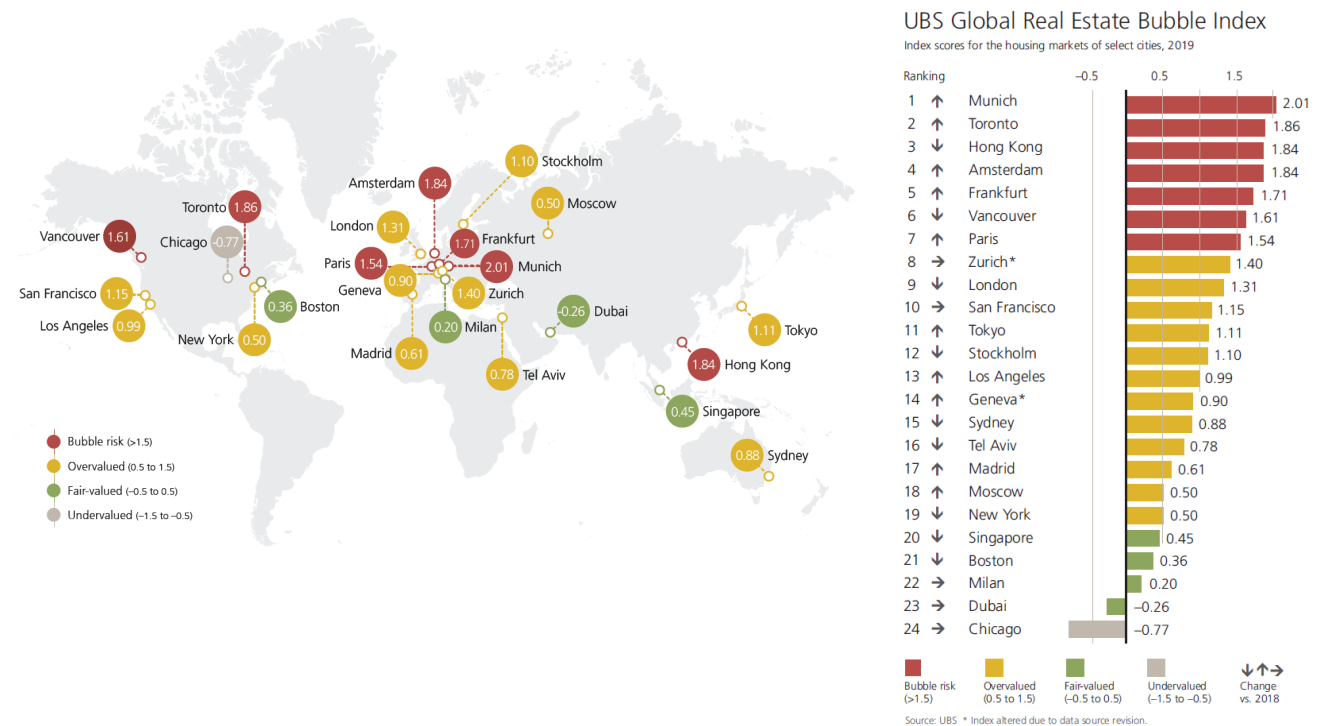 UBS Global Real Estate Bubble Index
Index scores for the housing markets of select cities, 2019
Ranking
−0.5 0.5 1.5
1 ↑ Munich 2.01
2 ↑ Toronto 1.86
3 ↓ Hong Kong 1.84
4 ↑ Amsterdam 1.84
5 ↑ Frankfurt 1.71
6 ↓ Vancouver 1.61
7 ↑ Paris 1.54
8 → Zurich* 1.40
9 ↓ London 1.31
10 → San Francisco 1.15
11 ↑ Tokyo 1.11
12 ↓ Stockholm 1.10
13 ↑ Los Angeles 0.99
14 ↑ Geneva* 0.90
15 ↓ Sydney 0.88
16 ↓ Tel Aviv 0.78
17 ↑ Madrid 0.61
18 ↑ Moscow 0.50
19 ↓ New York 0.50
20 ↓ Singapore 0.45
21 ↓ Boston 0.36
22 → Milan 0.20
23 → Dubai −0.26
24 → Chicago −0.77
Bubble risk
(>1.5)
Overvalued
(0.5 to 1.5)
Fair-valued
(−0.5 to 0.5)
Undervalued
(−1.5 to −0.5)
↓↑→
Change
vs. 2018
Source: UBS * Index altered due to data source revision.
1.10 Stockholm
Amsterdam 1.84
0.50 Moscow
Toronto 1.86
London 1.31
Vancouver 1.61
Chicago -0.77
1.71 Frankfurt
Paris 1.54
2.01 Munich
0.90
Geneva
San Francisco 1.15
1.40 Zurich
0.36 Boston
-0.26 Dubai
Los Angeles 0.99
0.20 Milan
1.11 Tokyo
New York 0.50
Madrid 0.61
1.84 Hong Kong
0.78 Tel Aviv
0.45 Singapore
0.88 Sydney
Bubble risk (>1.5)
Overvalued (0.5 to 1.5)
Fair-valued (−0.5 to 0.5)
Undervalued (−1.5 to −0.5)